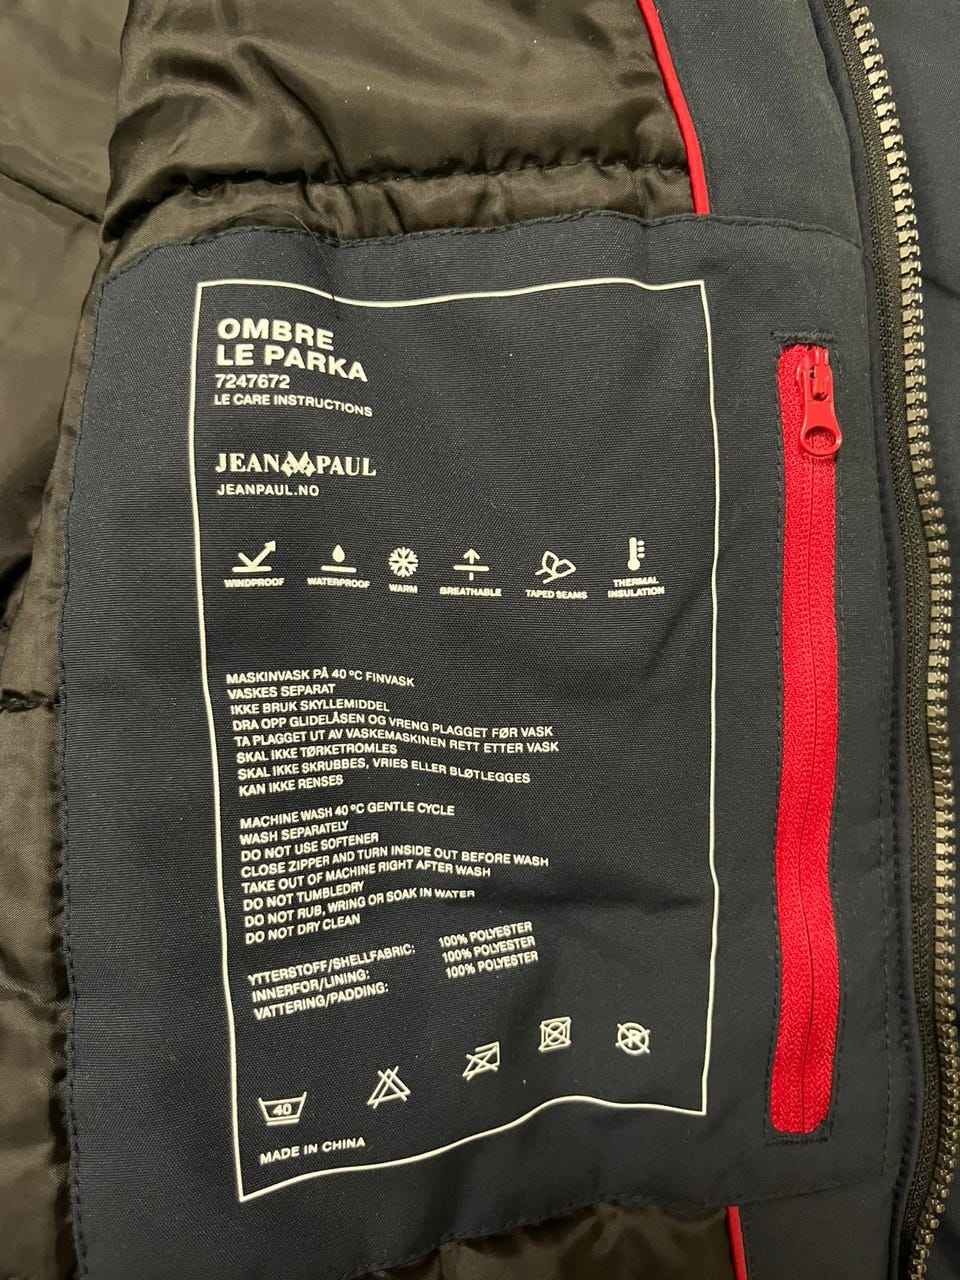 OMBRE
LE PARKA
7247672
LE CARE INSTRUCTIONS
JEAN PAUL
JEANPAUL.NO
WINDPROOF WATERPROOF WARM BREATHABLE TAPED SEAMS THERMAL INSULATION
MASKINVASK PÅ 40 °C FINVASK
VASKES SEPARAT
IKKE BRUK SKYLLEMIDDEL
DRA OPP GLIDELÅSEN OG VRENG PLAGGET FØR VASK
TA PLAGGET UT AV VASKEMASKINEN RETT ETTER VASK
SKAL IKKE TØRKETROMLES
SKAL IKKE SKRUBBES, VRIES ELLER BLØTLEGGES
KAN IKKE RENSES
MACHINE WASH 40 °C GENTLE CYCLE
WASH SEPARATELY
DO NOT USE SOFTENER
CLOSE ZIPPER AND TURN INSIDE OUT BEFORE WASH
TAKE OUT OF MACHINE RIGHT AFTER WASH
DO NOT TUMBLEDRY
DO NOT RUB, WRING OR SOAK IN WATER
DO NOT DRY CLEAN
YTTERSTOFF/SHELLFABRIC: 100% POLYESTER
INNERFOR/LINING: 100% POLYESTER
VATTERING/PADDING: 100% POLYESTER
40 P
MADE IN CHINA